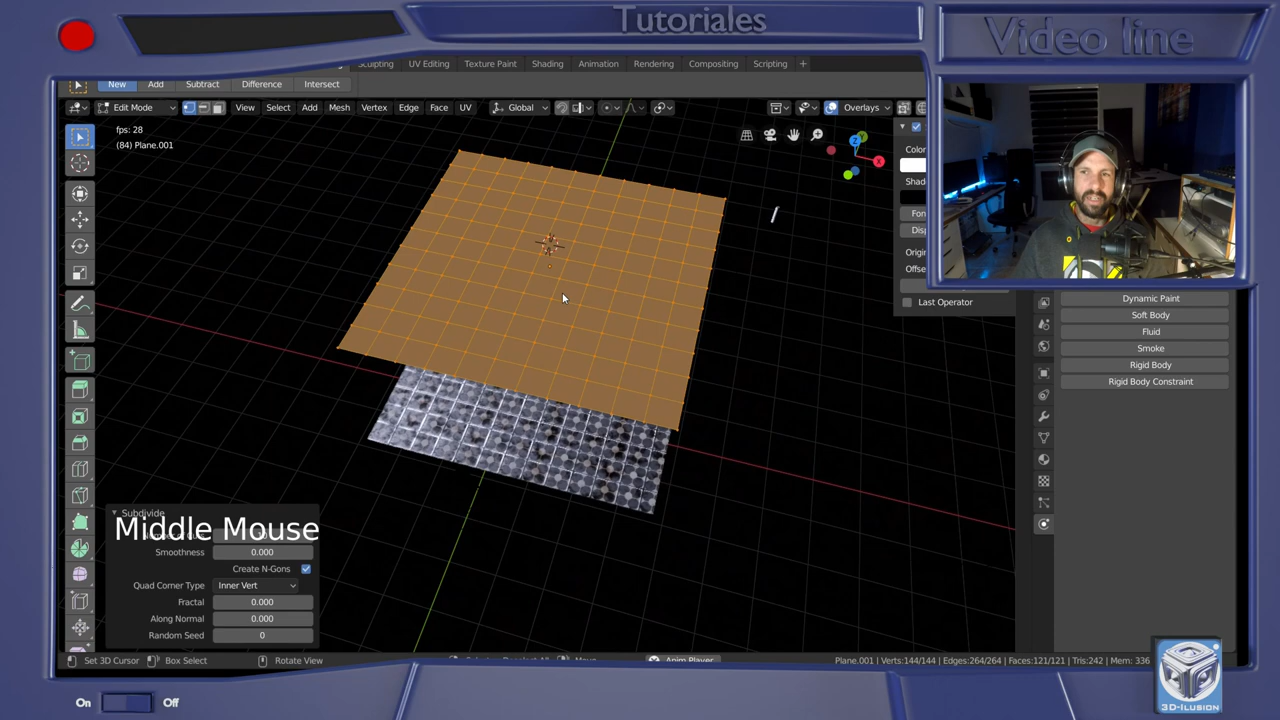 Tutoriales
Video line
Sculpting UV Editing Texture Paint Shading Animation Rendering Compositing Scripting +
New Add Subtract Difference Intersect
Edit Mode View Select Add Mesh Vertex Edge Face UV Global Overlays
fps: 28
(84) Plane.001
Z
Y
X
Last Operator
Dynamic Paint
Soft Body
Fluid
Smoke
Rigid Body
Rigid Body Constraint
Subdivide
Middle Mouse
Smoothness 0.000
Create N-Gons
Quad Corner Type Inner Vert
Fractal 0.000
Along Normal 0.000
Random Seed 0
Set 3D Cursor Box Select Rotate View Anim Player Plane.001 | Verts:144/144 | Edges:264/264 | Faces:121/121 | Tris:242 | Mem: 336
On Off
3D-ILUSION